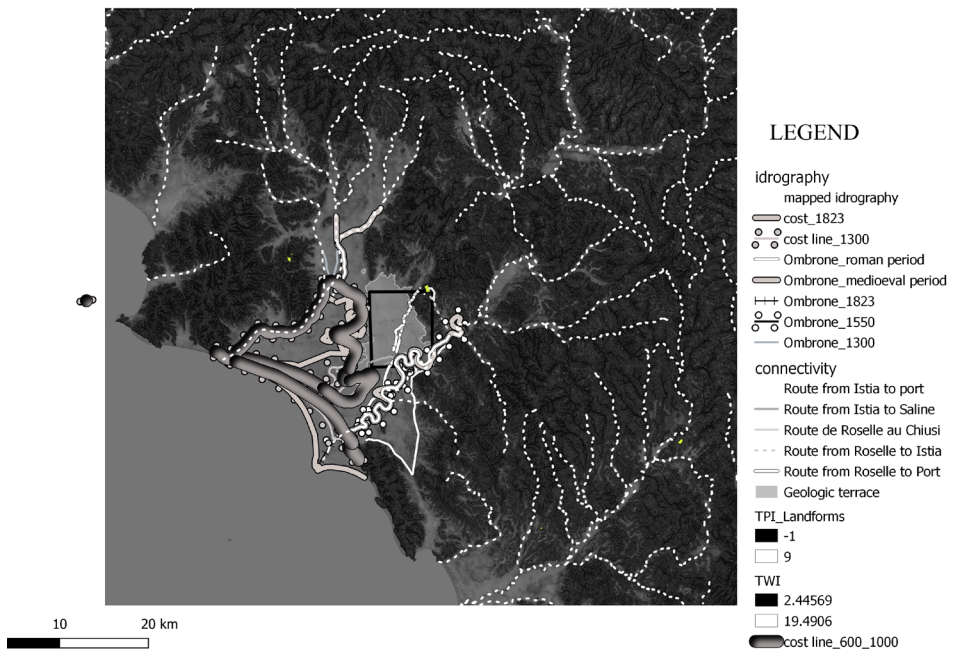 LEGEND
idrography
mapped idrography
cost_1823
cost line_1300
Ombrone_roman period
Ombrone_medioeval period
Ombrone_1823
Ombrone_1550
Ombrone_1300
connectivity
Route from Istia to port
Route from Istia to Saline
Route de Roselle au Chiusi
Route from Roselle to Istia
Route from Roselle to Port
Geologic terrace
TPI_Landforms
-1
9
TWI
2.44569
19.4906
cost line_600_1000
10 20 km